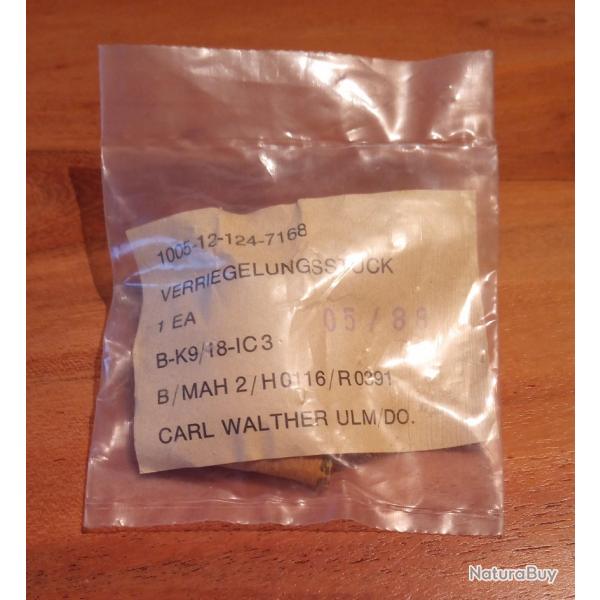 1005-12-124-7168
VERRIEGELUNGSSTÜCK
1 EA 05/88
B-K9/18-IC3
B/MAH 2/H0116/R0391
CARL WALTHER ULM/DO.
NaturaBuy